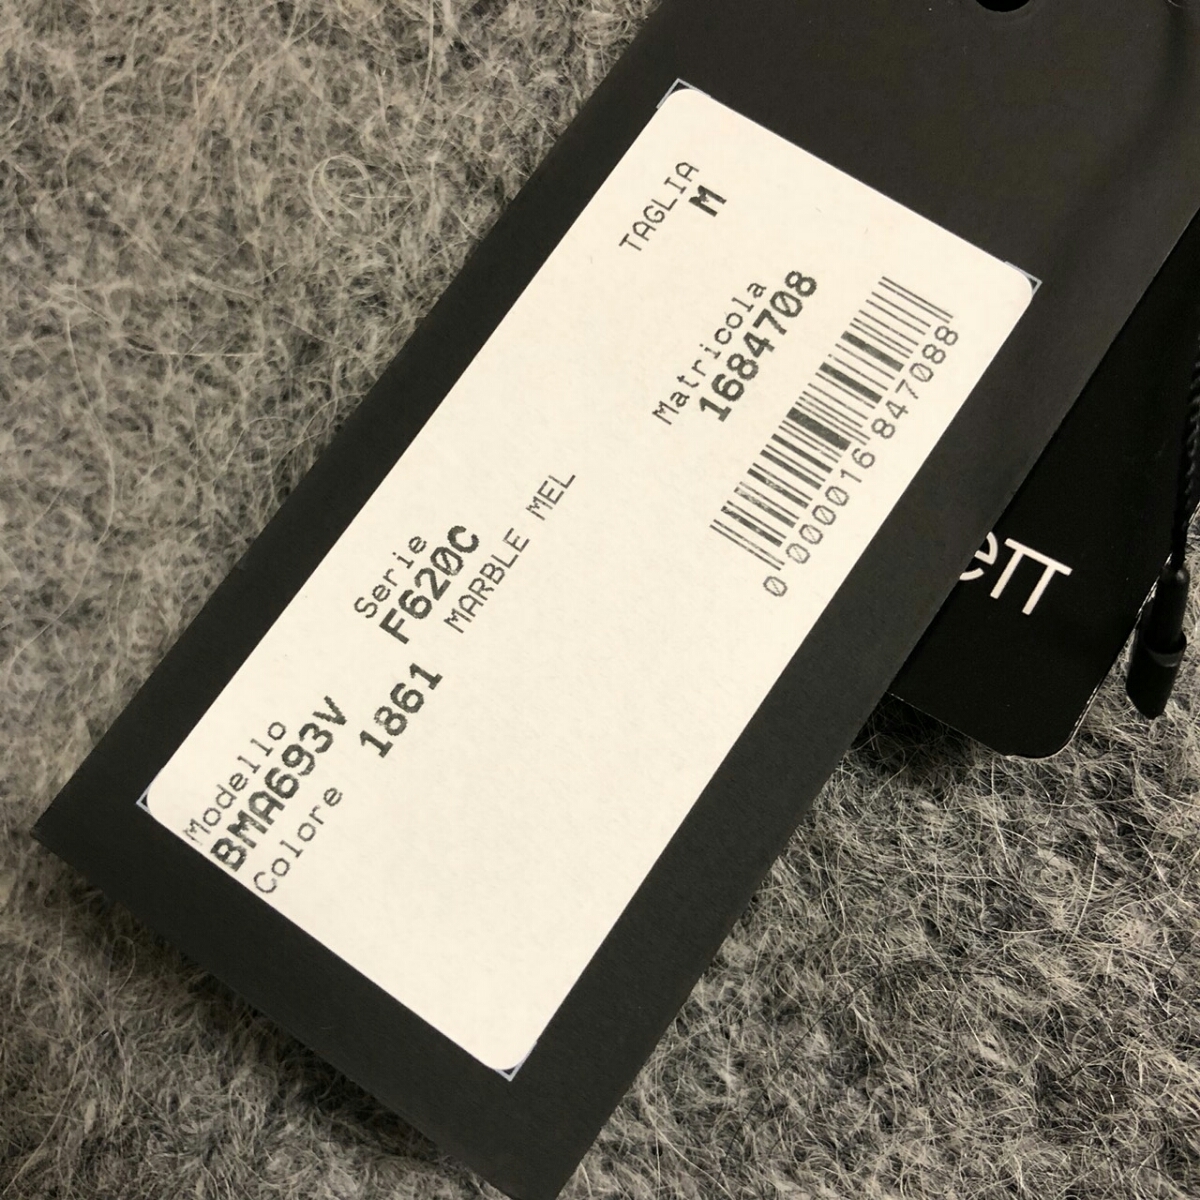 TAGLIA
M
Matricola
1684708
0 000016 847088
Modello Serie
BMA693V F620C
Colore 1861 MARBLE MEL